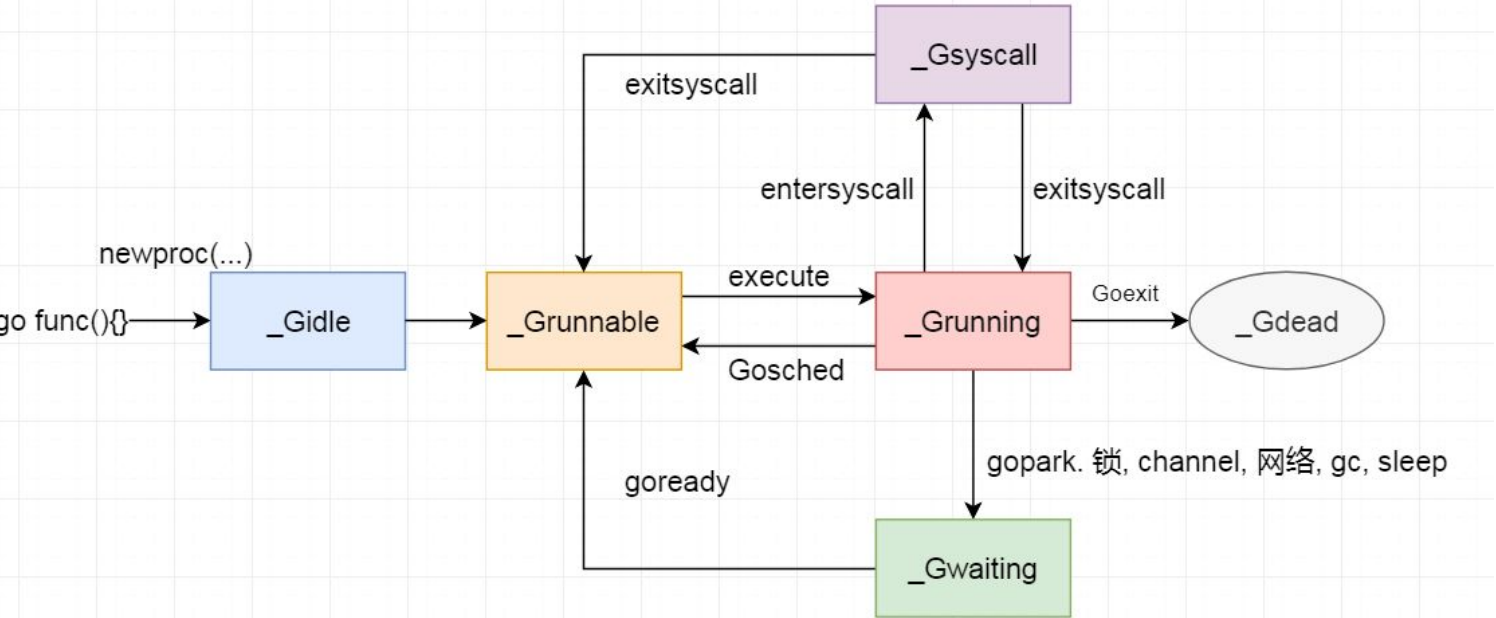 _Gsyscall
exitsyscall
entersyscall
exitsyscall
newproc(...)
go func(){}
_Gidle
_Grunnable
execute
Gosched
_Grunning
Goexit
_Gdead
goready
gopark. 锁, channel, 网络, gc, sleep
_Gwaiting